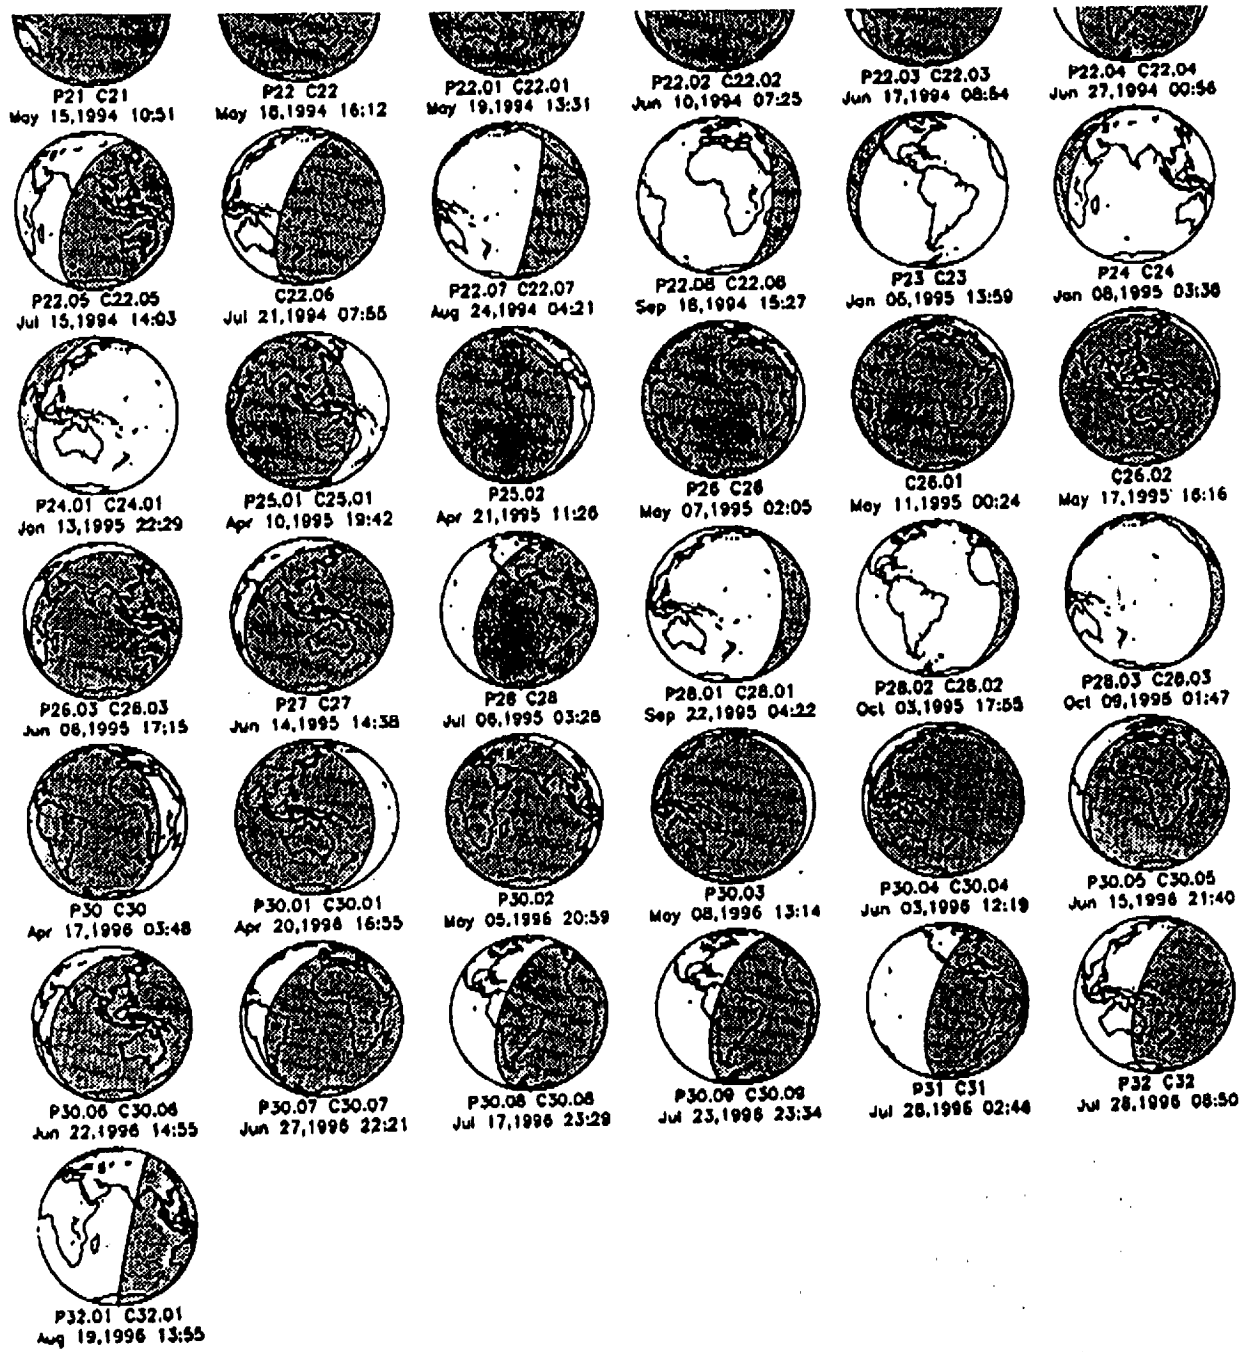 P21 C21
May 15,1994 10:51
P22 C22
May 18,1994 16:12
P22.01 C22.01
May 19,1994 13:31
P22.02 C22.02
Jun 10,1994 07:25
P22.03 C22.03
Jun 17,1994 08:54
P22.04 C22.04
Jun 27,1994 00:56
P22.05 C22.05
Jul 15,1994 14:03
C22.06
Jul 21,1994 07:55
P22.07 C22.07
Aug 24,1994 04:21
P22.08 C22.08
Sep 18,1994 15:27
P23 C23
Jan 05,1995 13:59
P24 C24
Jan 08,1995 03:38
P24.01 C24.01
Jan 13,1995 22:29
P25.01 C25.01
Apr 10,1995 19:42
P25.02
Apr 21,1995 11:26
P26 C26
May 07,1995 02:05
C26.01
May 11,1995 00:24
C26.02
May 17,1995 16:16
P26.03 C26.03
Jun 06,1995 17:15
P27 C27
Jun 14,1995 14:38
P28 C28
Jul 06,1995 03:26
P28.01 C28.01
Sep 22,1995 04:22
P28.02 C28.02
Oct 03,1995 17:55
P28.03 C28.03
Oct 09,1995 01:47
P30 C30
Apr 17,1996 03:48
P30.01 C30.01
Apr 20,1996 16:55
P30.02
May 05,1996 20:59
P30.03
May 08,1996 13:14
P30.04 C30.04
Jun 03,1996 12:19
P30.05 C30.05
Jun 15,1996 21:40
P30.06 C30.06
Jun 22,1996 14:55
P30.07 C30.07
Jun 27,1996 22:21
P30.08 C30.08
Jul 17,1996 23:29
P30.09 C30.09
Jul 23,1996 23:34
P31 C31
Jul 26,1996 02:48
P32 C32
Jul 28,1996 08:50
P32.01 C32.01
Aug 19,1996 13:55